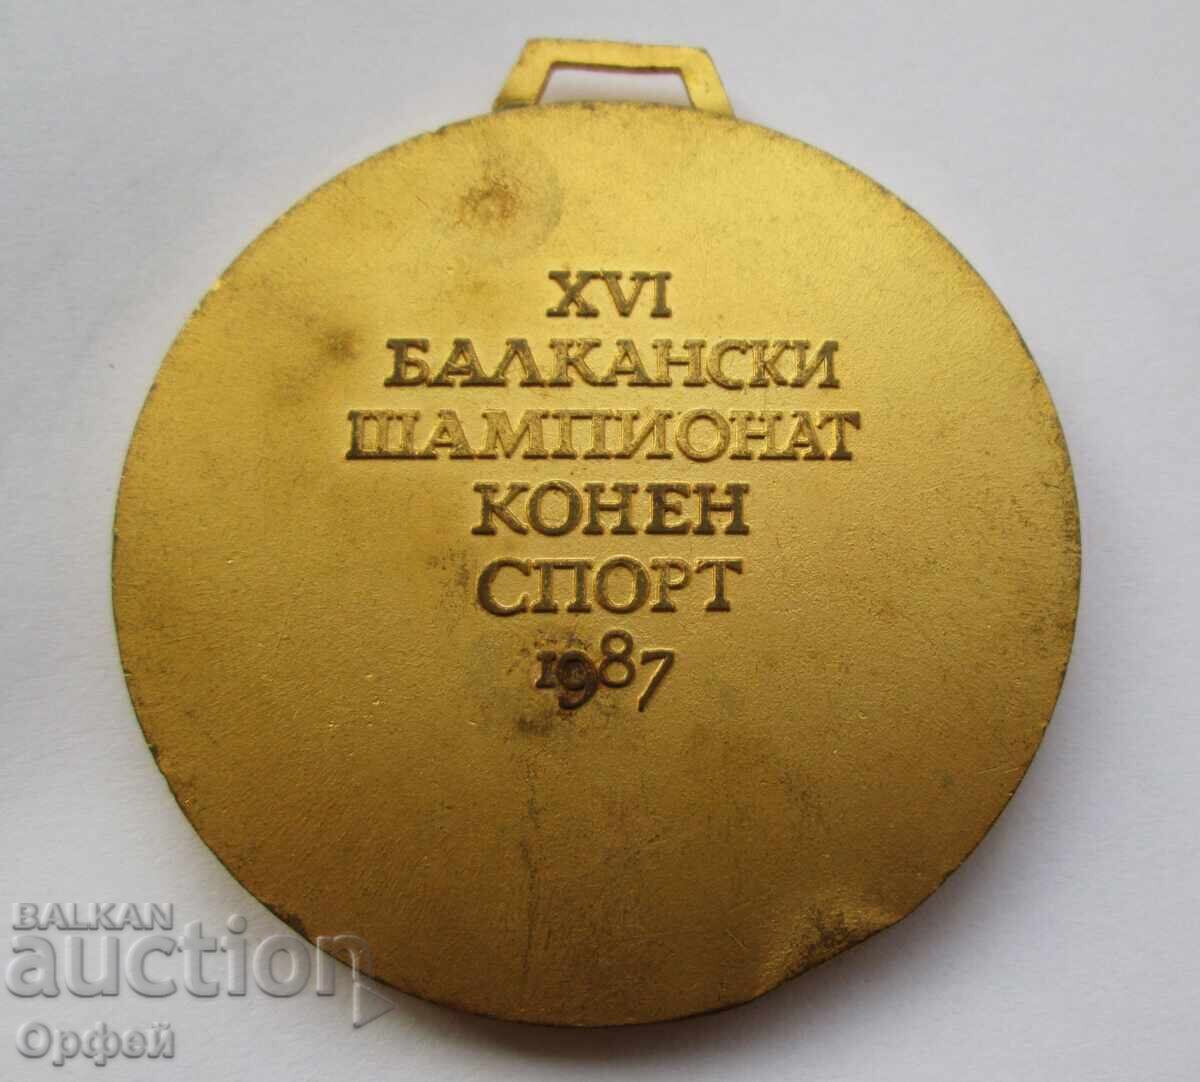 XVI
БАЛКАНСКИ
ШАМПИОНАТ
КОНЕН
СПОРТ
1987
BALKAN
auction
Орфей